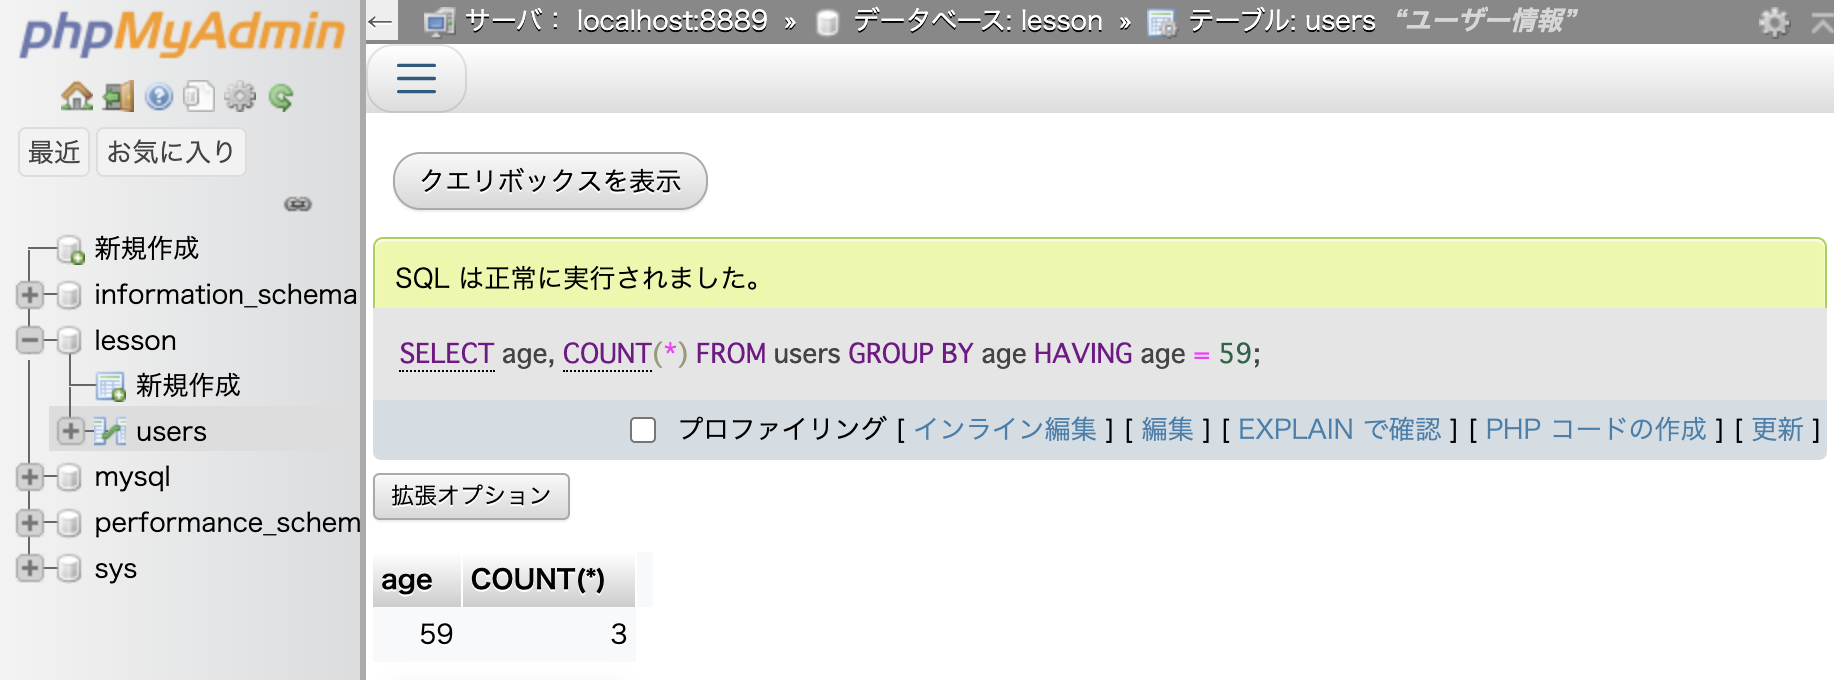 phpMyAdmin
最近 お気に入り
新規作成
information_schema
lesson
新規作成
users
mysql
performance_schem
sys
← サーバ： localhost:8889 » データベース: lesson » テーブル: users “ユーザー情報”
クエリボックスを表示
SQL は正常に実行されました。
SELECT age, COUNT(*) FROM users GROUP BY age HAVING age = 59;
プロファイリング [ インライン編集 ] [ 編集 ] [ EXPLAIN で確認 ] [ PHP コードの作成 ] [ 更新 ]
拡張オプション
age COUNT(*)
59 3